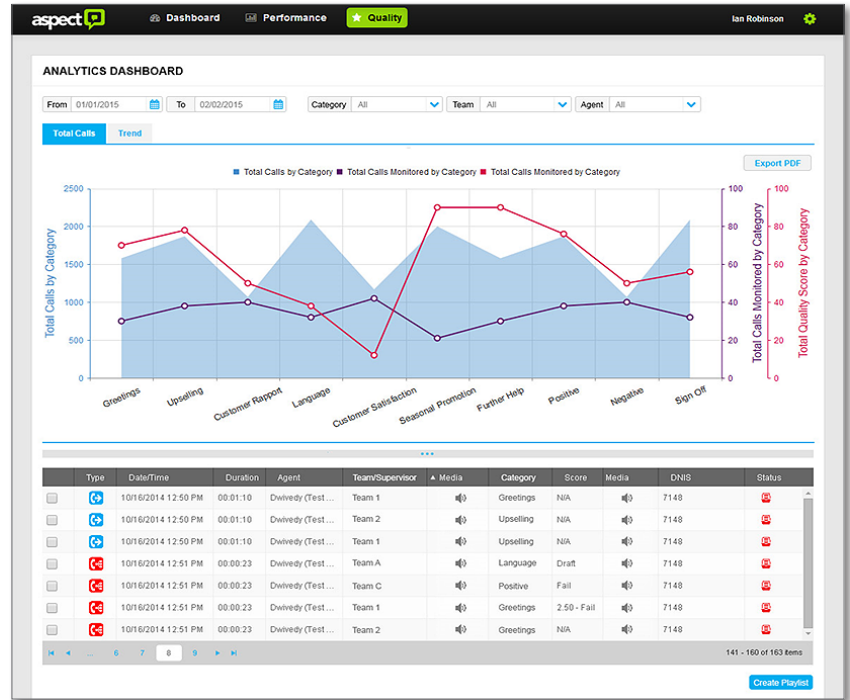 aspect Dashboard Performance Quality Ian Robinson
ANALYTICS DASHBOARD
From 01/01/2015 To 02/02/2015 Category All Team All Agent All
Total Calls Trend
Export PDF
Total Calls by Category Total Calls Monitored by Category Total Calls Monitored by Category
2500 100 100
2000 80 80
1500 60 60
1000 40 40
500 20 20
0 0 0
Total Calls by Category
Total Calls Monitored by Category
Total Quality Score by Category
Greetings Upselling Customer Rapport Language Customer Satisfaction Seasonal Promotion Further Help Positive Negative Sign Off
Type Date/Time Duration Agent Team/Supervisor Media Category Score Media DNIS Status
10/16/2014 12:50 PM 00:01:10 Dwivedy (Test ... Team 1 Greetings N/A 7148
10/16/2014 12:50 PM 00:01:10 Dwivedy (Test ... Team 2 Upselling N/A 7148
10/16/2014 12:50 PM 00:01:10 Dwivedy (Test ... Team 1 Upselling N/A 7148
10/16/2014 12:51 PM 00:00:23 Dwivedy (Test ... Team A Language Draft 7148
10/16/2014 12:51 PM 00:00:23 Dwivedy (Test ... Team C Positive Fail 7148
10/16/2014 12:51 PM 00:00:23 Dwivedy (Test ... Team 1 Greetings 2.50 - Fail 7148
10/16/2014 12:51 PM 00:00:23 Dwivedy (Test ... Team 2 Greetings N/A 7148
... 6 7 8 9 141 - 160 of 163 items
Create Playlist